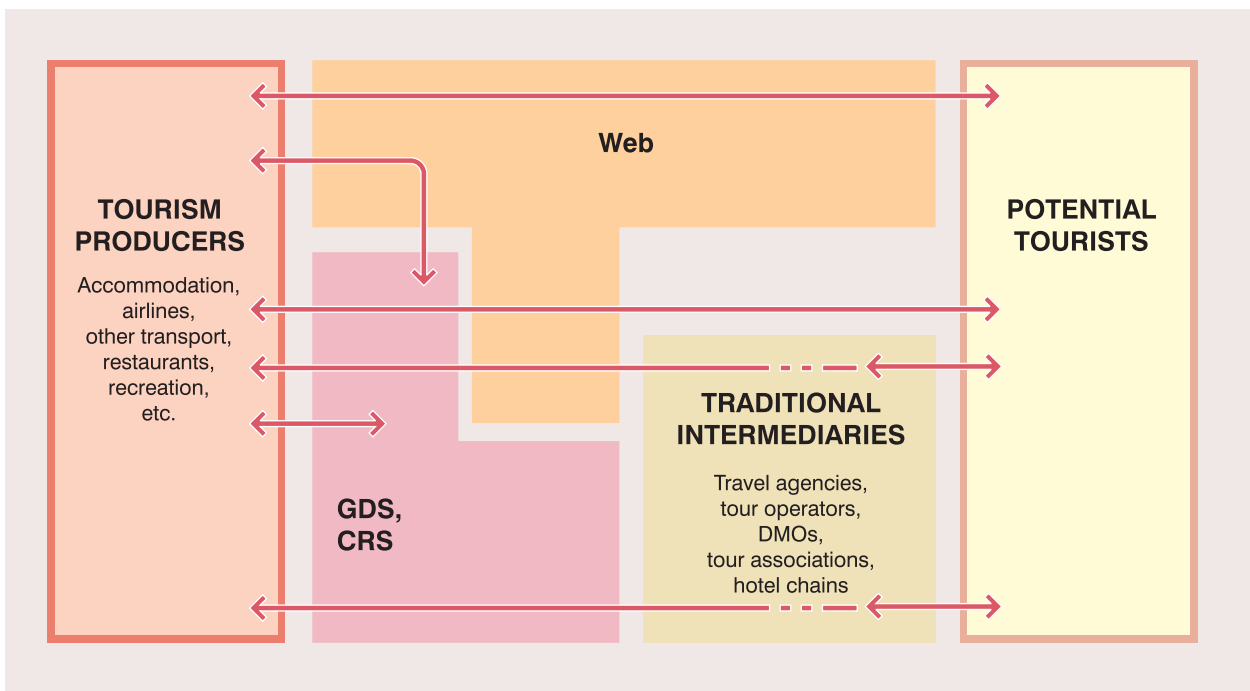 TOURISM
PRODUCERS
Accommodation,
airlines,
other transport,
restaurants,
recreation,
etc.
Web
GDS,
CRS
TRADITIONAL
INTERMEDIARIES
Travel agencies,
tour operators,
DMOs,
tour associations,
hotel chains
POTENTIAL
TOURISTS